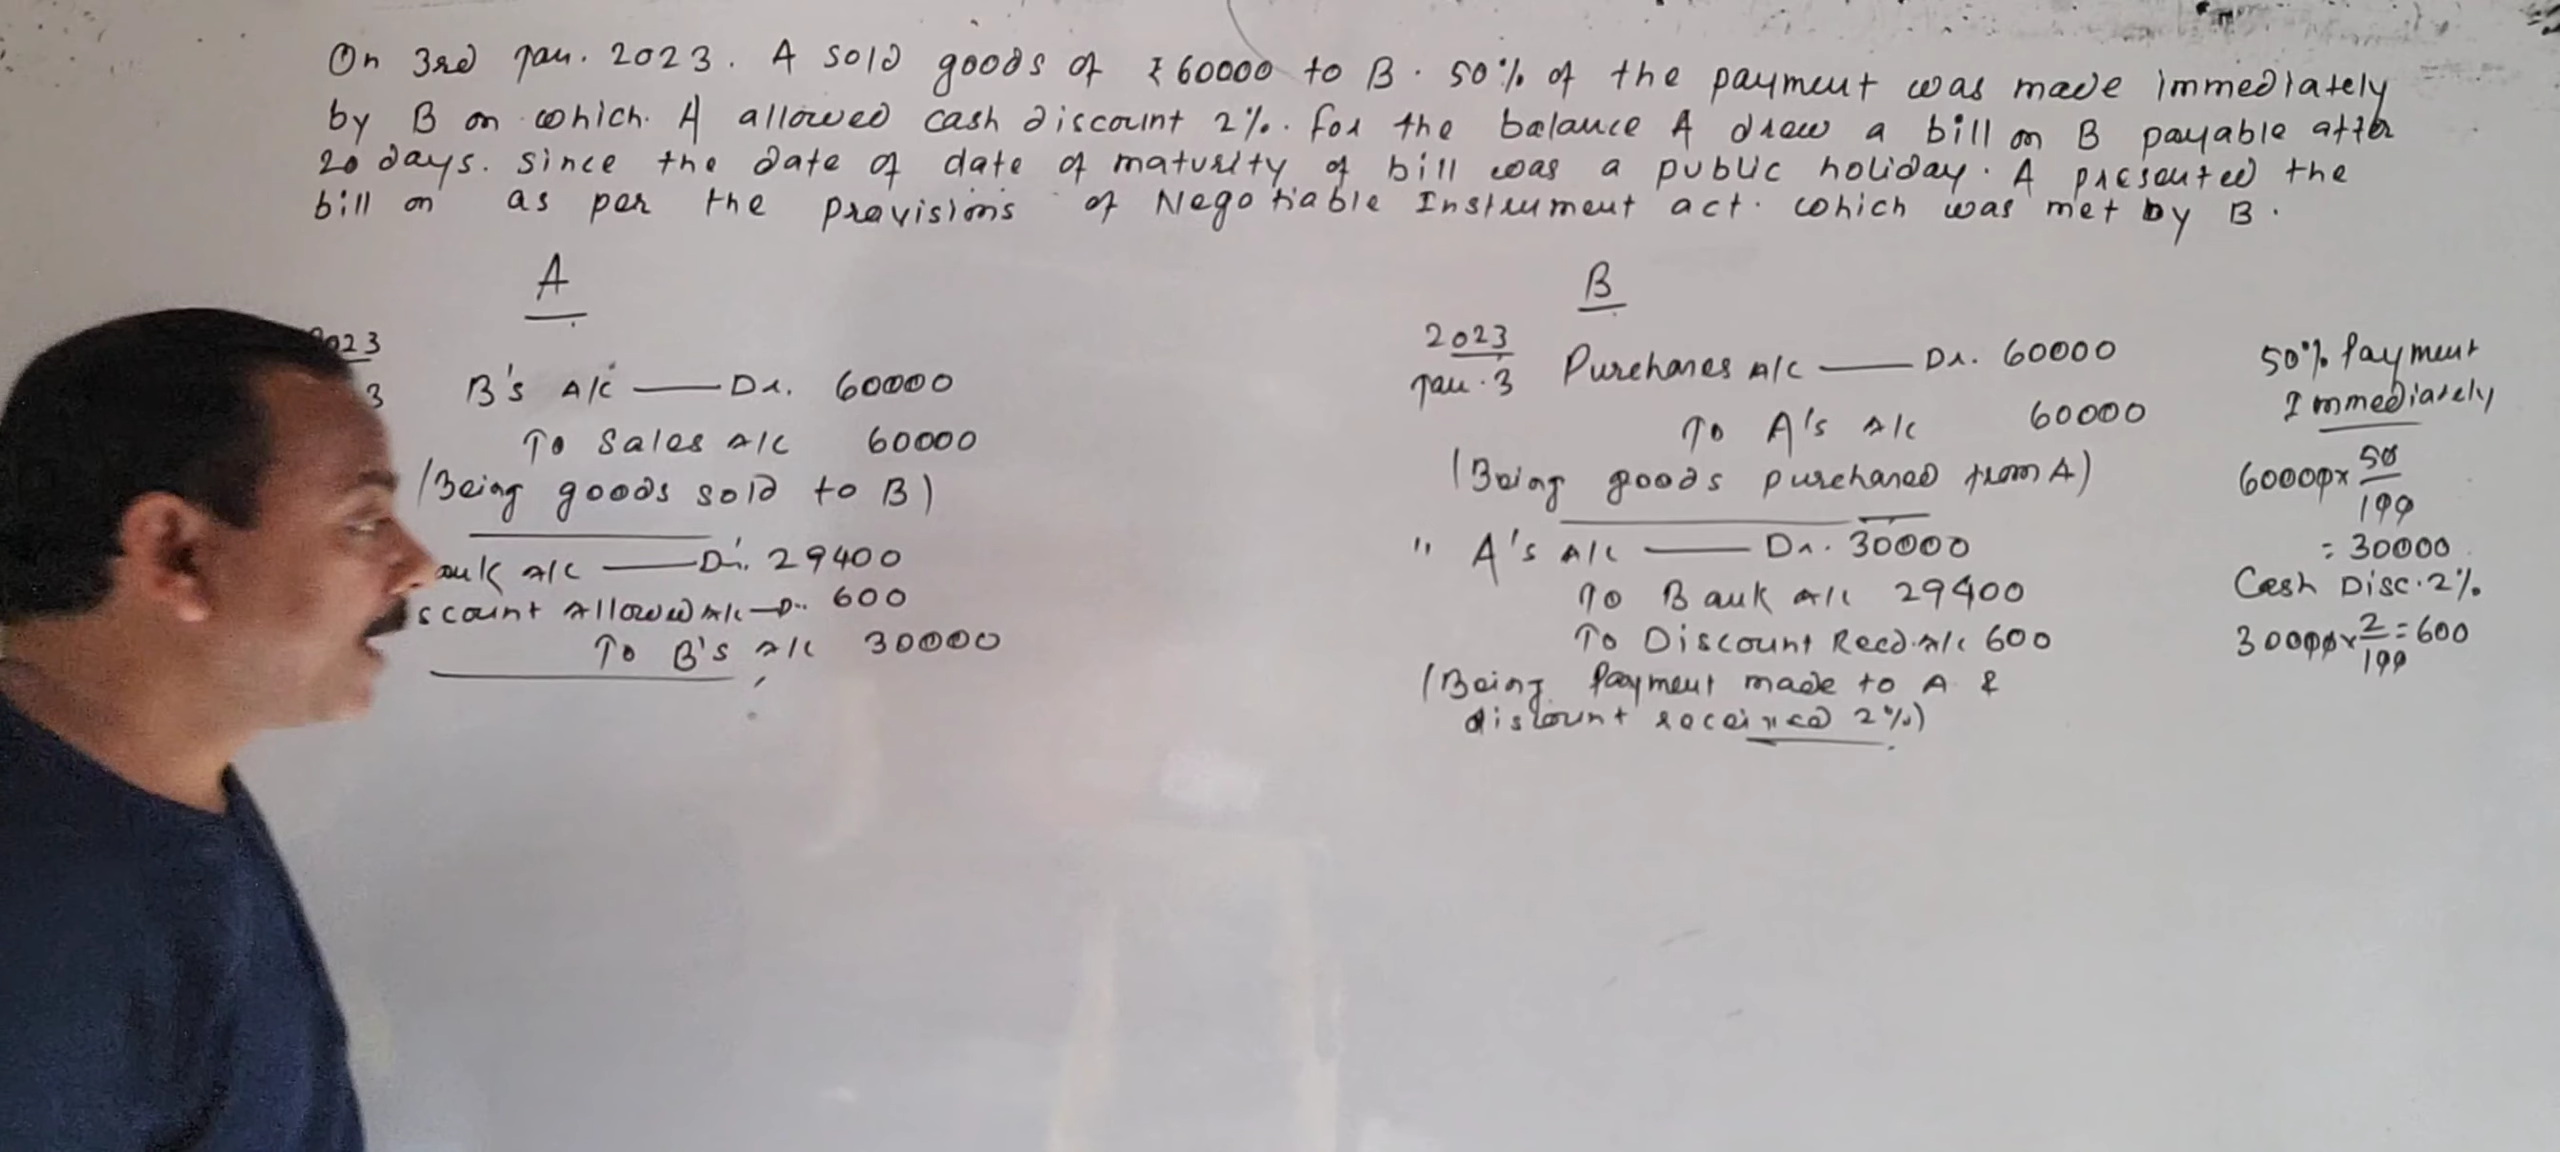 On 3rd Jan. 2023. A sold goods of ₹60000 to B. 50% of the payment was made immediately
by B on which A allowed cash discount 2%. for the balance A drew a bill on B payable after
20 days. since the date of date of maturity of bill was a public holiday. A presented the
bill on as per the provisions of Negotiable Instrument act. which was met by B.
A
2023
3 B's A/c — Dr. 60000
To Sales A/c 60000
(Being goods sold to B)
ank A/c — Dr. 29400
scount Allowed A/c — D.. 600
To B's A/c 30000
B
2023
Jan. 3 Purchases A/c — Dr. 60000
To A's A/c 60000
(Being goods purchased from A)
" A's A/c — Dr. 30000
To Bank A/c 29400
To Discount Recd. A/c 600
(Being Payment made to A &
discount received 2%)
50% Payment
Immediately
60000 x 50/100
= 30000
Cash Disc. 2%
30000 x 2/100 = 600